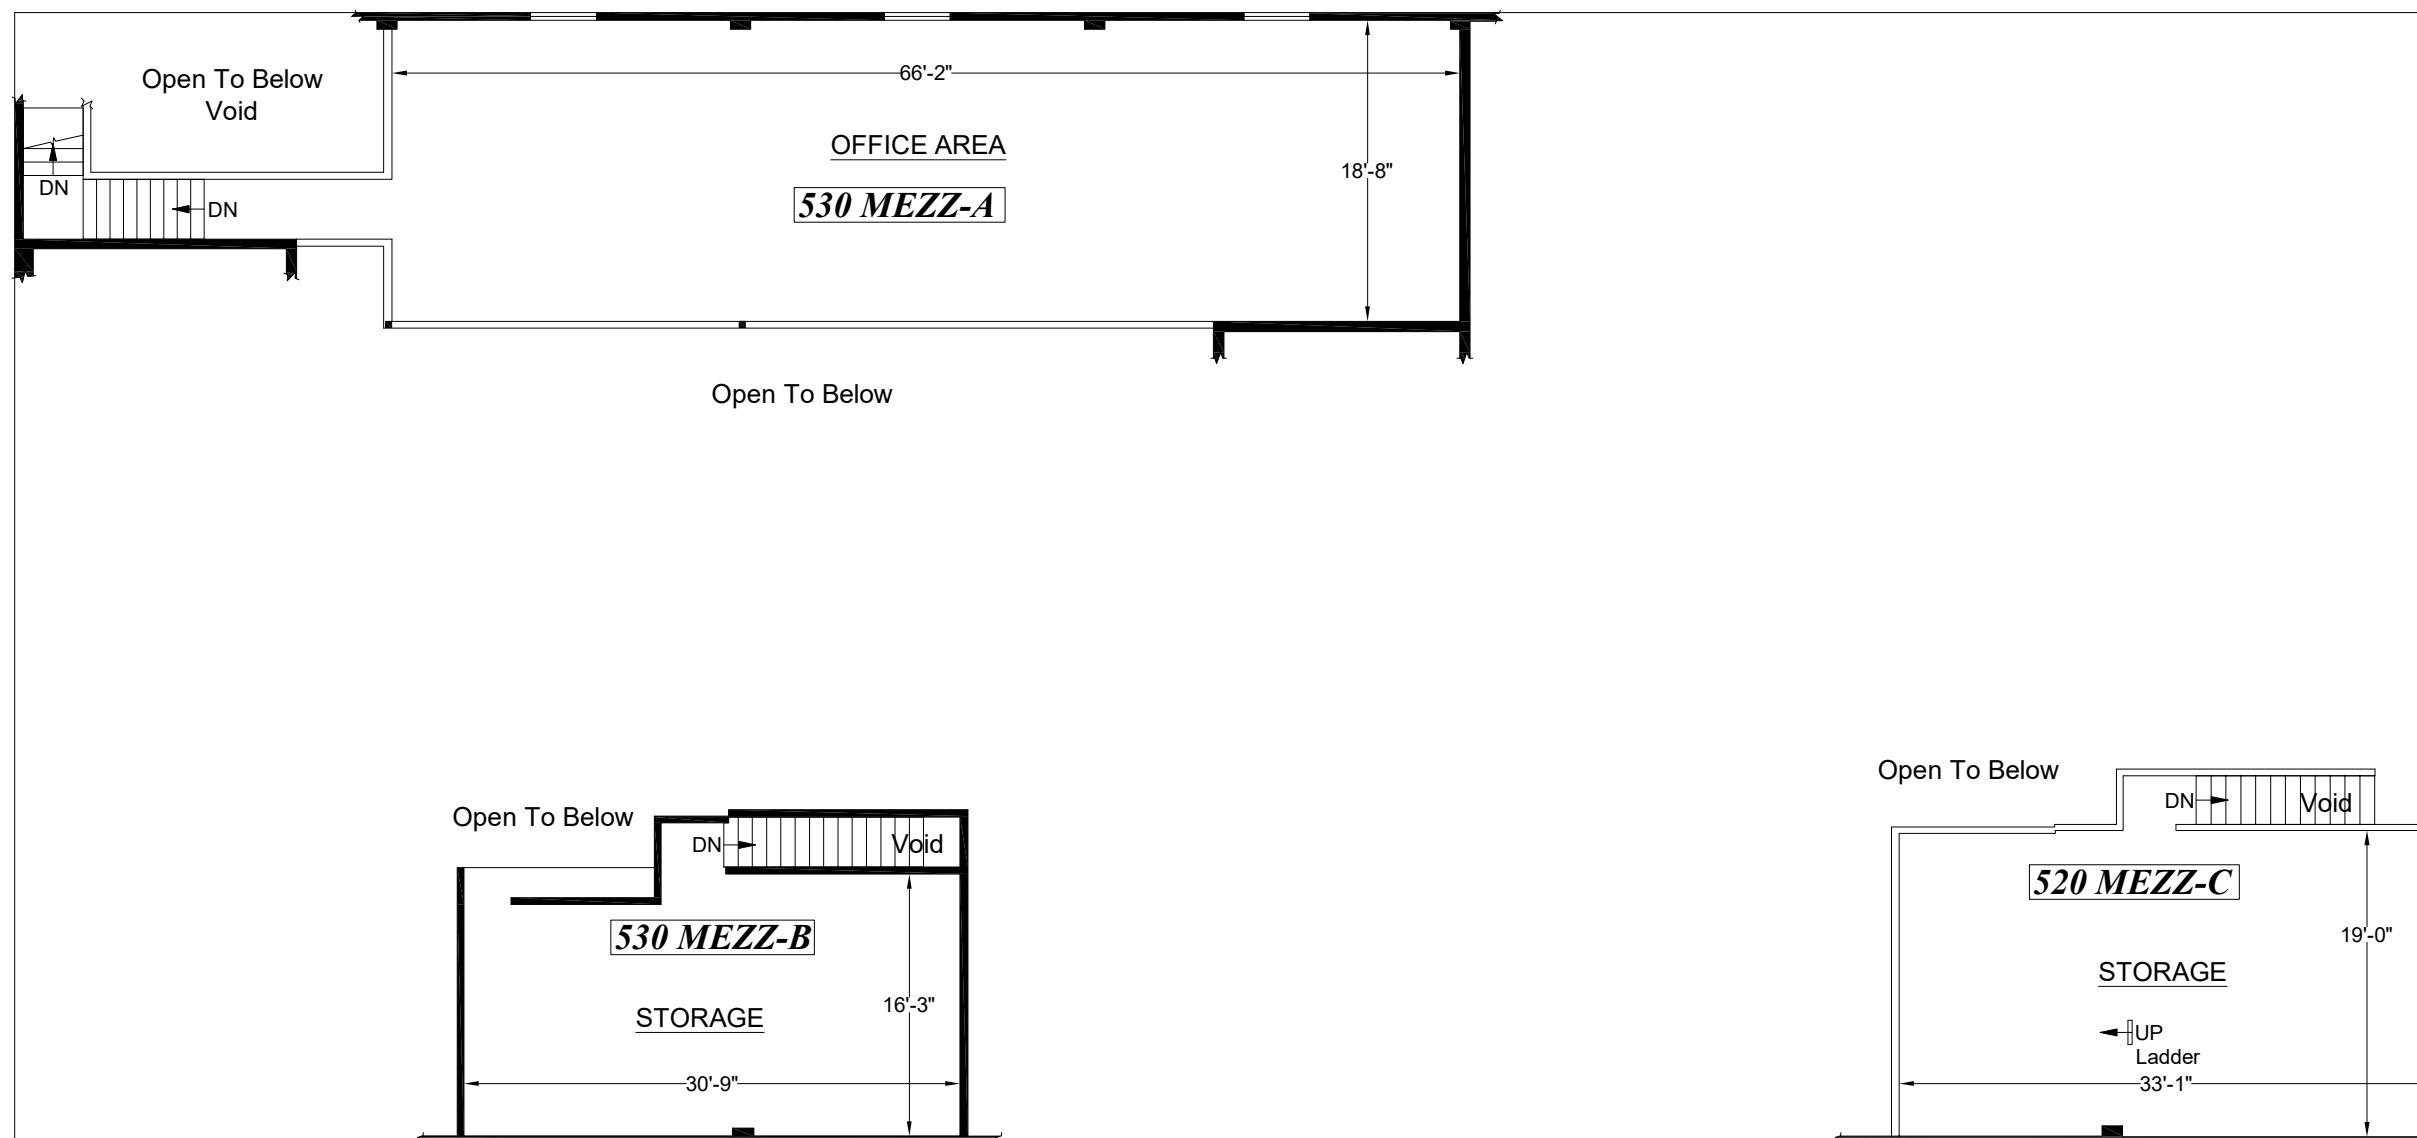 Open To Below
Void
66'-2"
OFFICE AREA
18'-8"
DN
DN
530 MEZZ-A
Open To Below
Open To Below
DN
Void
530 MEZZ-B
16'-3"
STORAGE
30'-9"
Open To Below
DN
Void
520 MEZZ-C
19'-0"
STORAGE
UP
Ladder
33'-1"